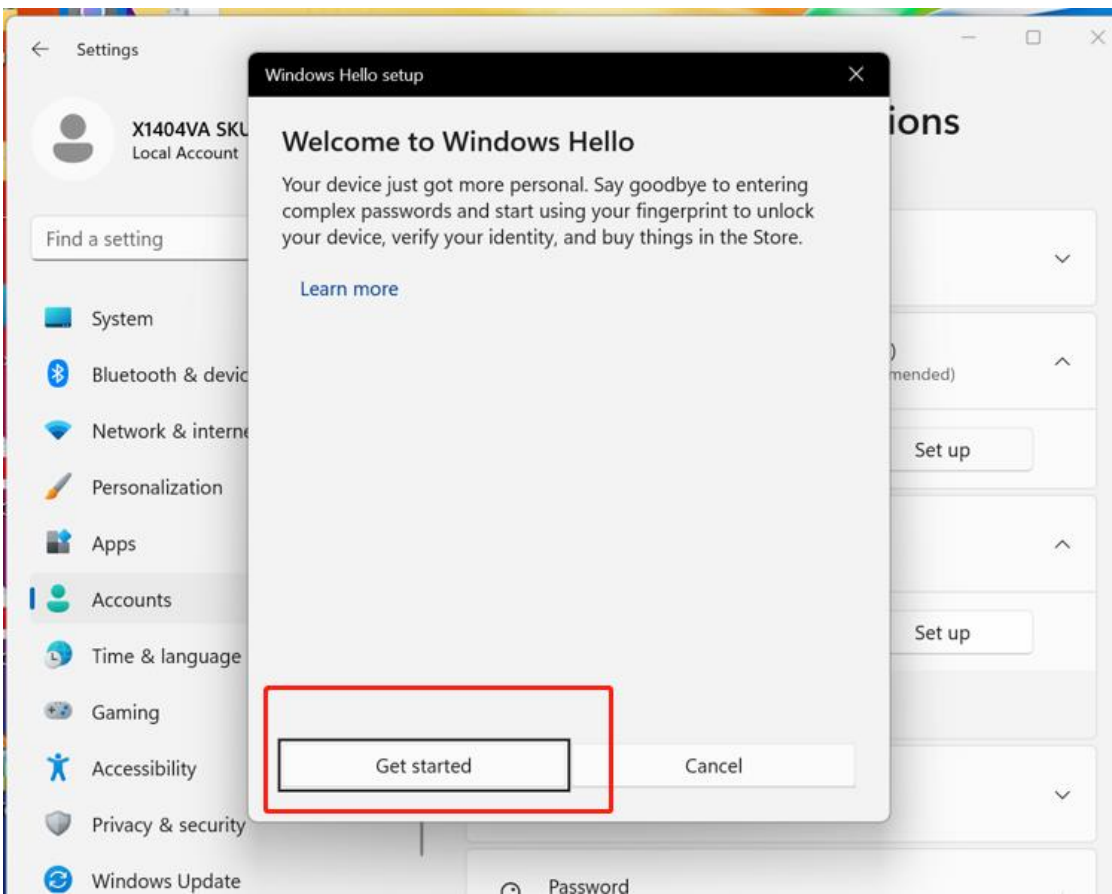 Settings
Windows Hello setup
X1404VA SKU
Local Account
ions
Welcome to Windows Hello
Your device just got more personal. Say goodbye to entering
complex passwords and start using your fingerprint to unlock
your device, verify your identity, and buy things in the Store.
Learn more
Find a setting
System
Bluetooth & devic
Network & interne
Personalization
Apps
Accounts
Time & language
Gaming
Accessibility
Privacy & security
Windows Update
)
mended)
Set up
Set up
Get started
Cancel
Password